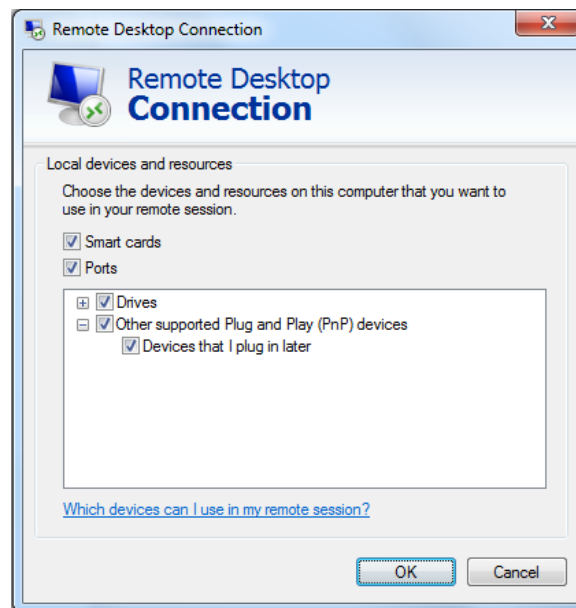 Remote Desktop Connection
Remote Desktop
Connection
Local devices and resources
Choose the devices and resources on this computer that you want to
use in your remote session.
Smart cards
Ports
Drives
Other supported Plug and Play (PnP) devices
Devices that I plug in later
Which devices can I use in my remote session?
OK
Cancel